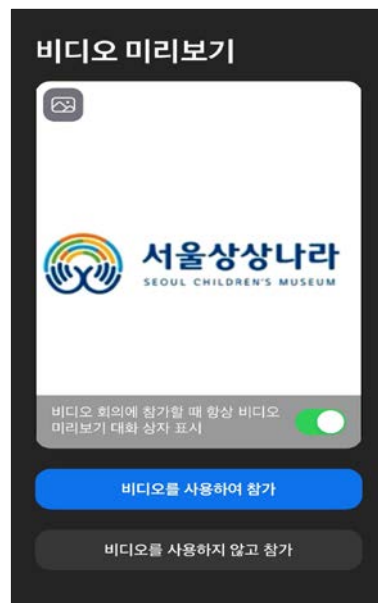 비디오 미리보기
서울상상나라
SEOUL CHILDREN'S MUSEUM
비디오 회의에 참가할 때 항상 비디오
미리보기 대화 상자 표시
비디오를 사용하여 참가
비디오를 사용하지 않고 참가